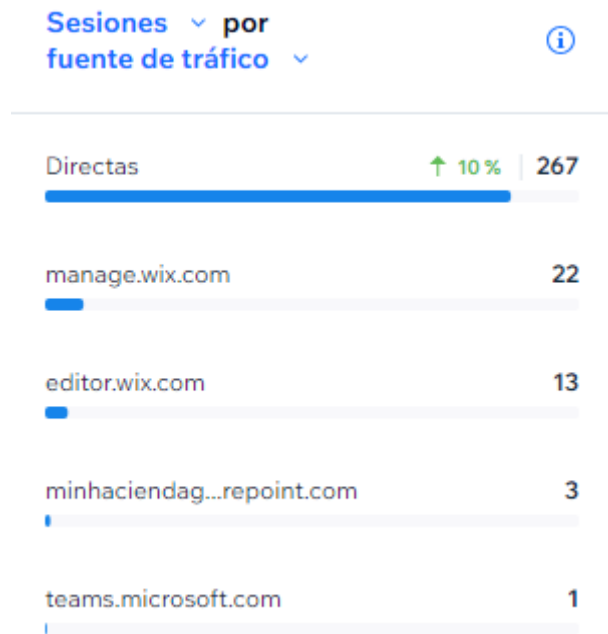 Sesiones por
fuente de tráfico
Directas ↑ 10 % 267
manage.wix.com 22
editor.wix.com 13
minhaciendag...repoint.com 3
teams.microsoft.com 1